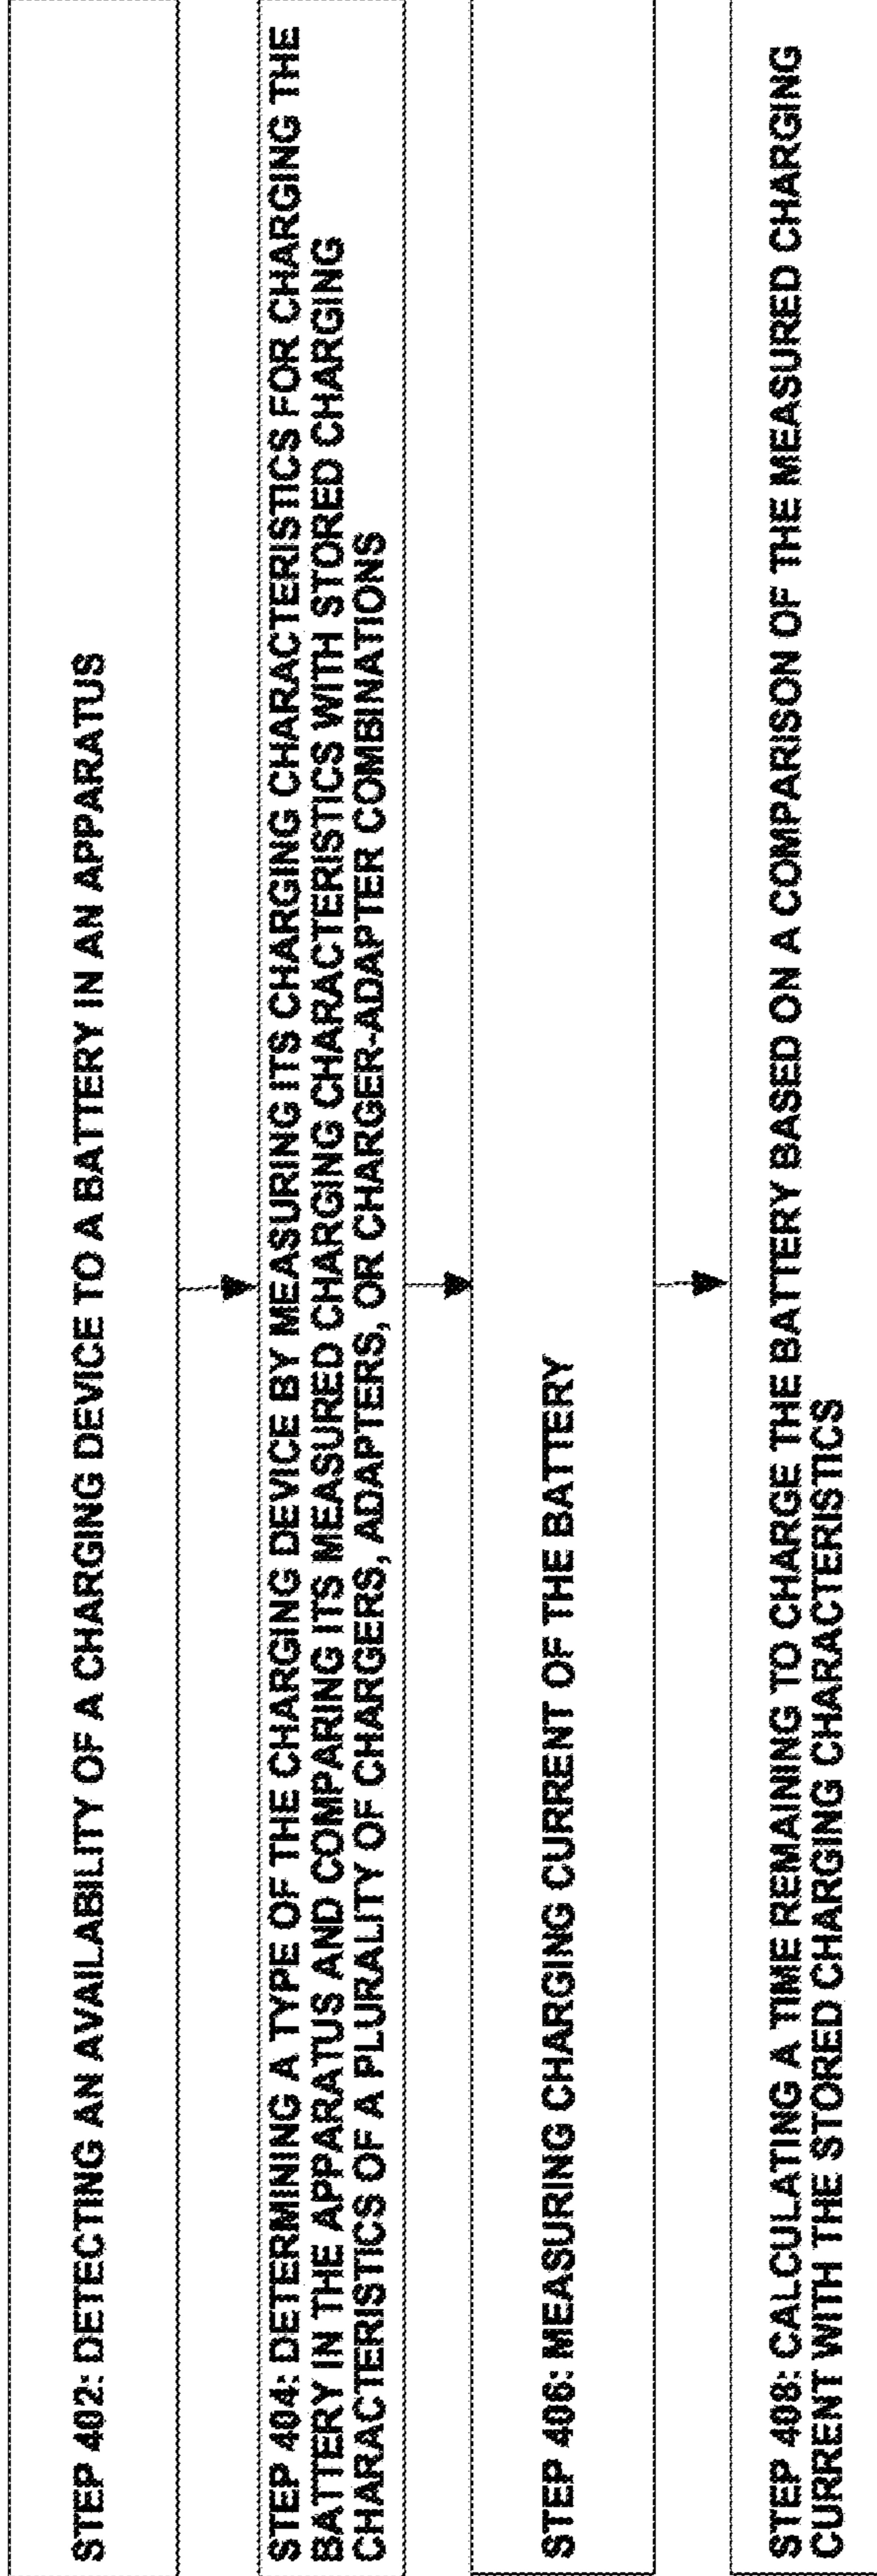 STEP 402: DETECTING AN AVAILABILITY OF A CHARGING DEVICE TO A BATTERY IN AN APPARATUS
STEP 404: DETERMINING A TYPE OF THE CHARGING DEVICE BY MEASURING ITS CHARGING CHARACTERISTICS FOR CHARGING THE
BATTERY IN THE APPARATUS AND COMPARING ITS MEASURED CHARGING CHARACTERISTICS WITH STORED CHARGING
CHARACTERISTICS OF A PLURALITY OF CHARGERS, ADAPTERS, OR CHARGER-ADAPTER COMBINATIONS
STEP 406: MEASURING CHARGING CURRENT OF THE BATTERY
STEP 408: CALCULATING A TIME REMAINING TO CHARGE THE BATTERY BASED ON A COMPARISON OF THE MEASURED CHARGING
CURRENT WITH THE STORED CHARGING CHARACTERISTICS